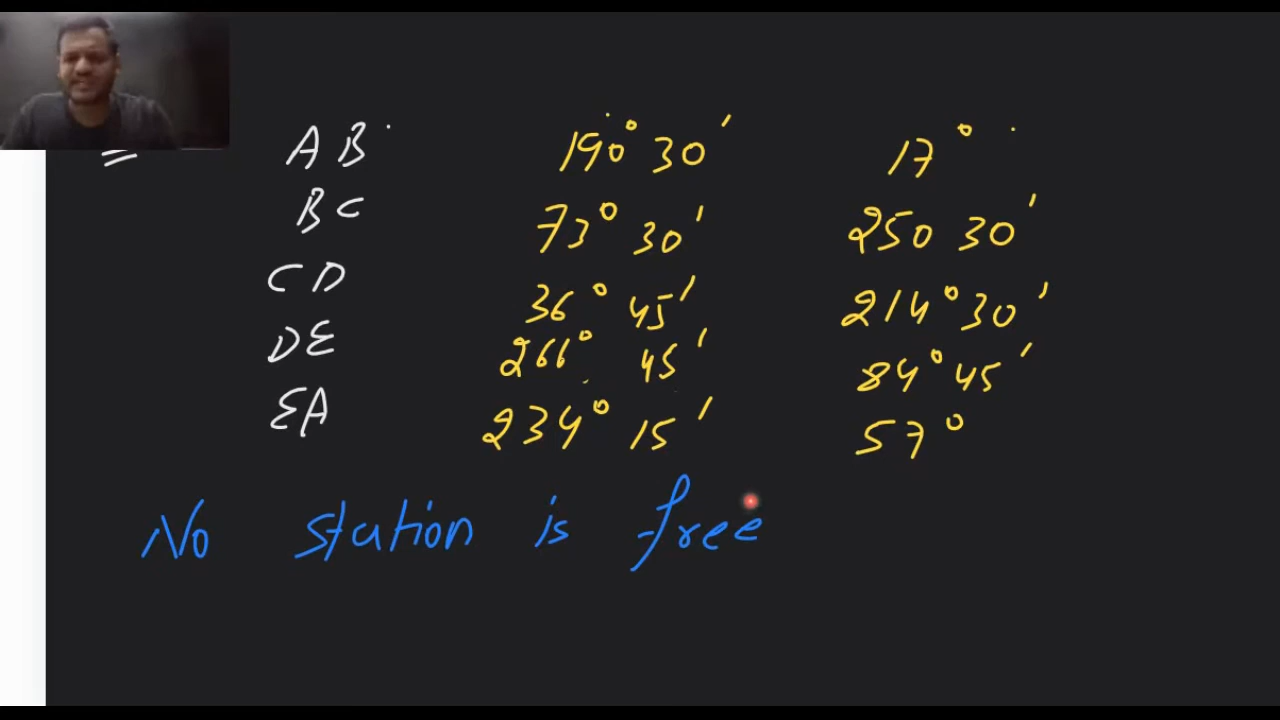 AB 190° 30' 17°
BC 73° 30' 250 30'
CD 36° 45' 214° 30'
DE 266° 45' 84° 45'
EA 234° 15' 57°
No station is free